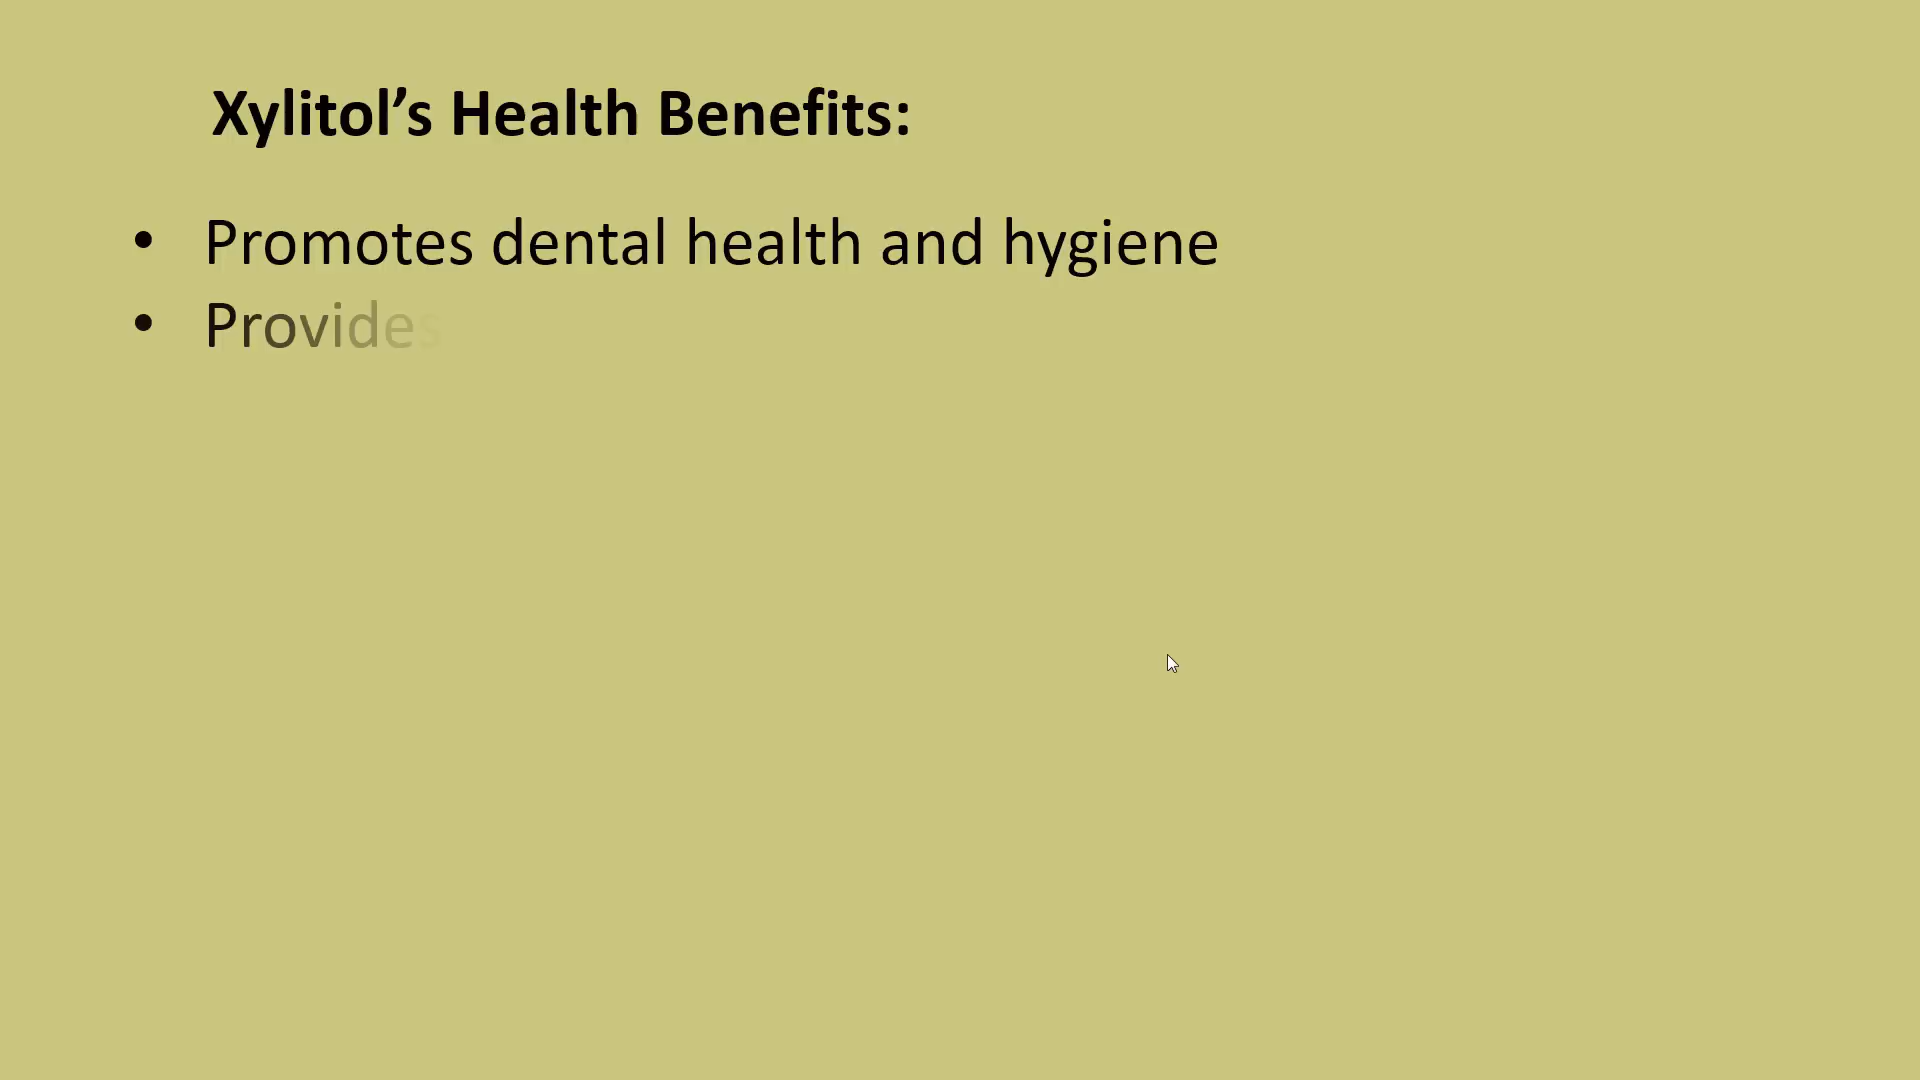 Xylitol’s Health Benefits:
• Promotes dental health and hygiene
• Provides